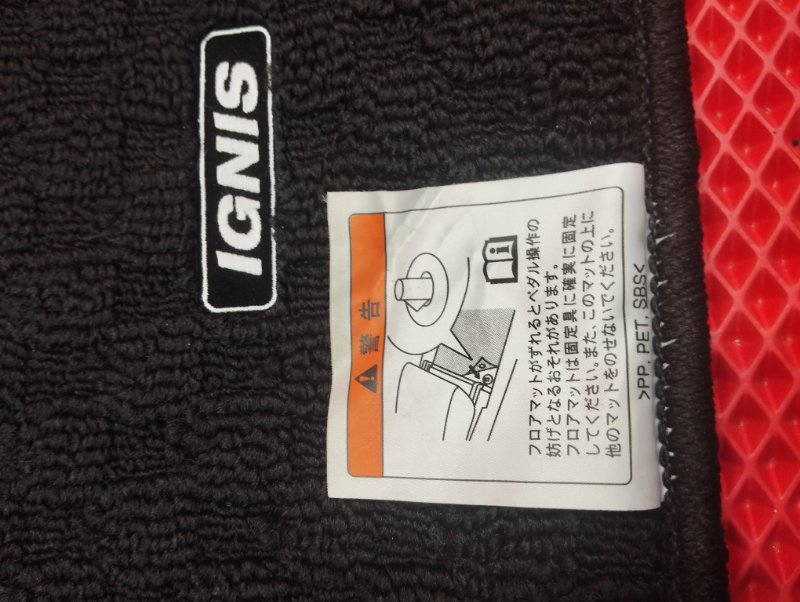 IGNIS
警告
フロアマットがずれるとペダル操作の
妨げとなるおそれがあります。
フロアマットは固定具に確実に固定
してください。また、このマットの上に
他のマットをのせないでください。
>PP, PET, SBS<